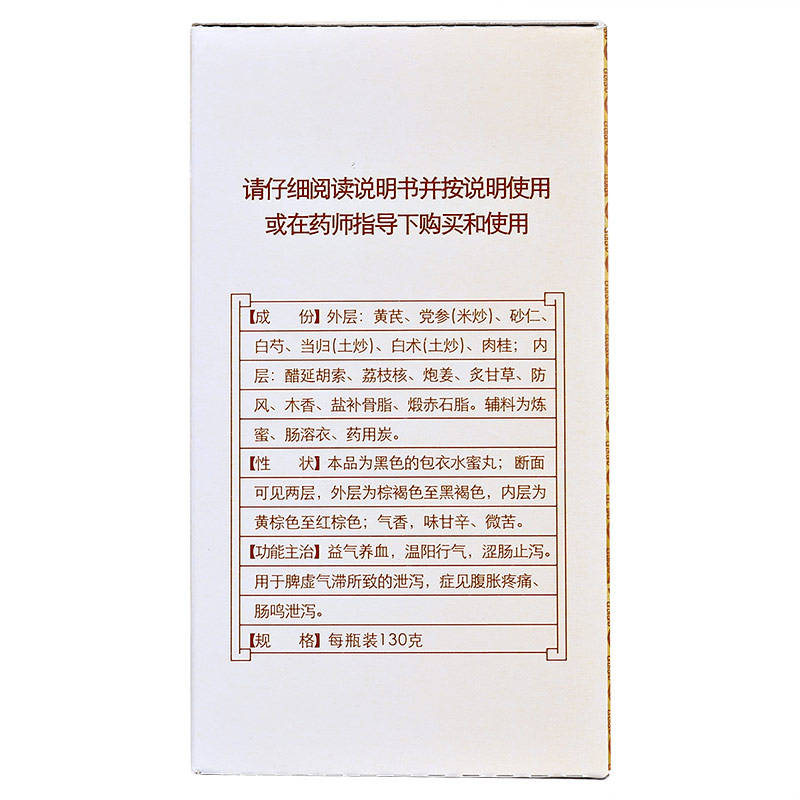 请仔细阅读说明书并按说明使用
或在药师指导下购买和使用
【成　份】外层：黄芪、党参(米炒)、砂仁、
白芍、当归(土炒)、白术(土炒)、肉桂；内
层：醋延胡索、荔枝核、炮姜、炙甘草、防
风、木香、盐补骨脂、煅赤石脂。辅料为炼
蜜、肠溶衣、药用炭。
【性　状】本品为黑色的包衣水蜜丸；断面
可见两层，外层为棕褐色至黑褐色，内层为
黄棕色至红棕色；气香，味甘辛、微苦。
【功能主治】益气养血，温阳行气，涩肠止泻。
用于脾虚气滞所致的泄泻，症见腹胀疼痛、
肠鸣泄泻。
【规　格】每瓶装130克